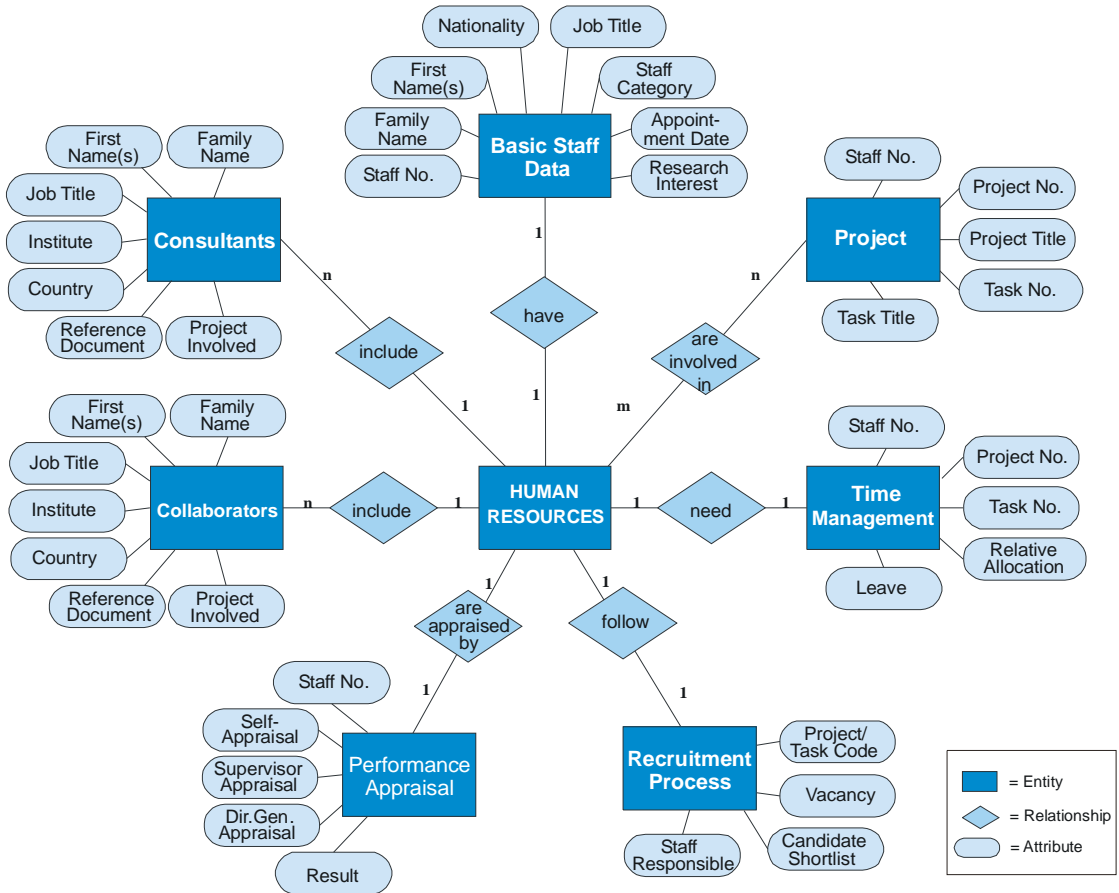 Nationality
Job Title
First
Name(s)
Staff
Category
Family
Name
Appoint-
ment Date
Staff No.
Research
Interest
Basic Staff
Data
First
Name(s)
Family
Name
Job Title
Institute
Country
Reference
Document
Project
Involved
Consultants
Staff No.
Project No.
Project Title
Task No.
Task Title
Project
n
include
1
1
have
1
n
are
involved
in
m
First
Name(s)
Family
Name
Job Title
Institute
Country
Reference
Document
Project
Involved
Collaborators
n
include
1
HUMAN
RESOURCES
1
need
1
Time
Management
Staff No.
Project No.
Task No.
Relative
Allocation
Leave
1
are
appraised
by
1
1
follow
1
Staff No.
Self-
Appraisal
Supervisor
Appraisal
Dir.Gen.
Appraisal
Result
Performance
Appraisal
Recruitment
Process
Project/
Task Code
Vacancy
Candidate
Shortlist
Staff
Responsible
= Entity
= Relationship
= Attribute